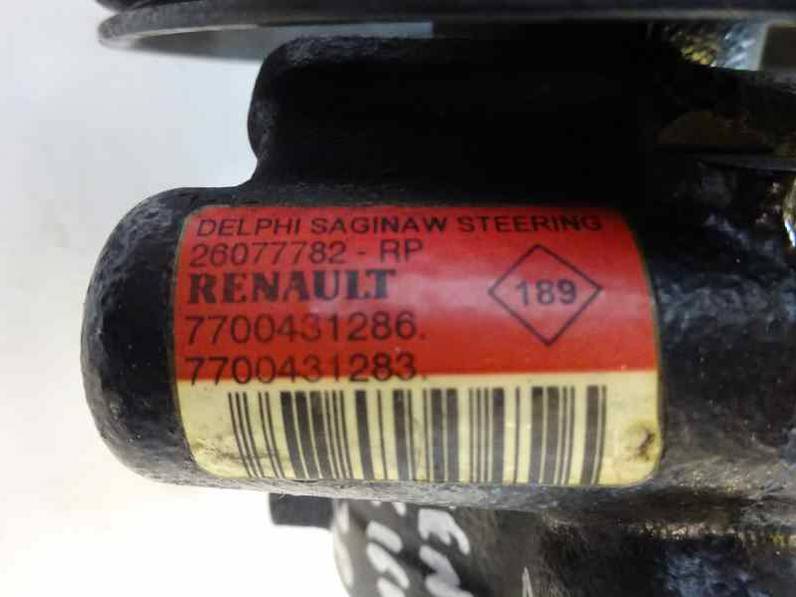 DELPHI SAGINAW STEERING
26077782 - RP
RENAULT
189
7700431286.
7700431283.